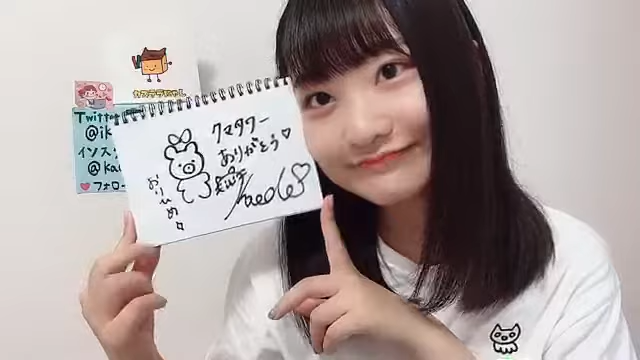 カステラにゃん
Twitter
@ik
インスタ
@ka
フォロー
クマタワー
ありがとう♡
おりひめ
Kaede♡